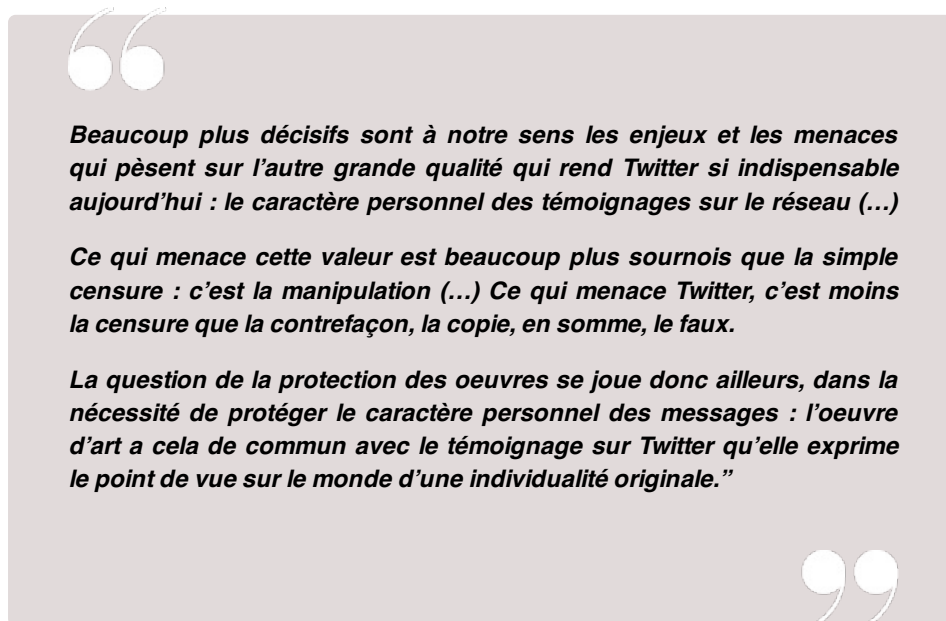 Beaucoup plus décisifs sont à notre sens les enjeux et les menaces
qui pèsent sur l’autre grande qualité qui rend Twitter si indispensable
aujourd’hui : le caractère personnel des témoignages sur le réseau (…)
Ce qui menace cette valeur est beaucoup plus sournois que la simple
censure : c’est la manipulation (…) Ce qui menace Twitter, c’est moins
la censure que la contrefaçon, la copie, en somme, le faux.
La question de la protection des oeuvres se joue donc ailleurs, dans la
nécessité de protéger le caractère personnel des messages : l’oeuvre
d’art a cela de commun avec le témoignage sur Twitter qu’elle exprime
le point de vue sur le monde d’une individualité originale.”